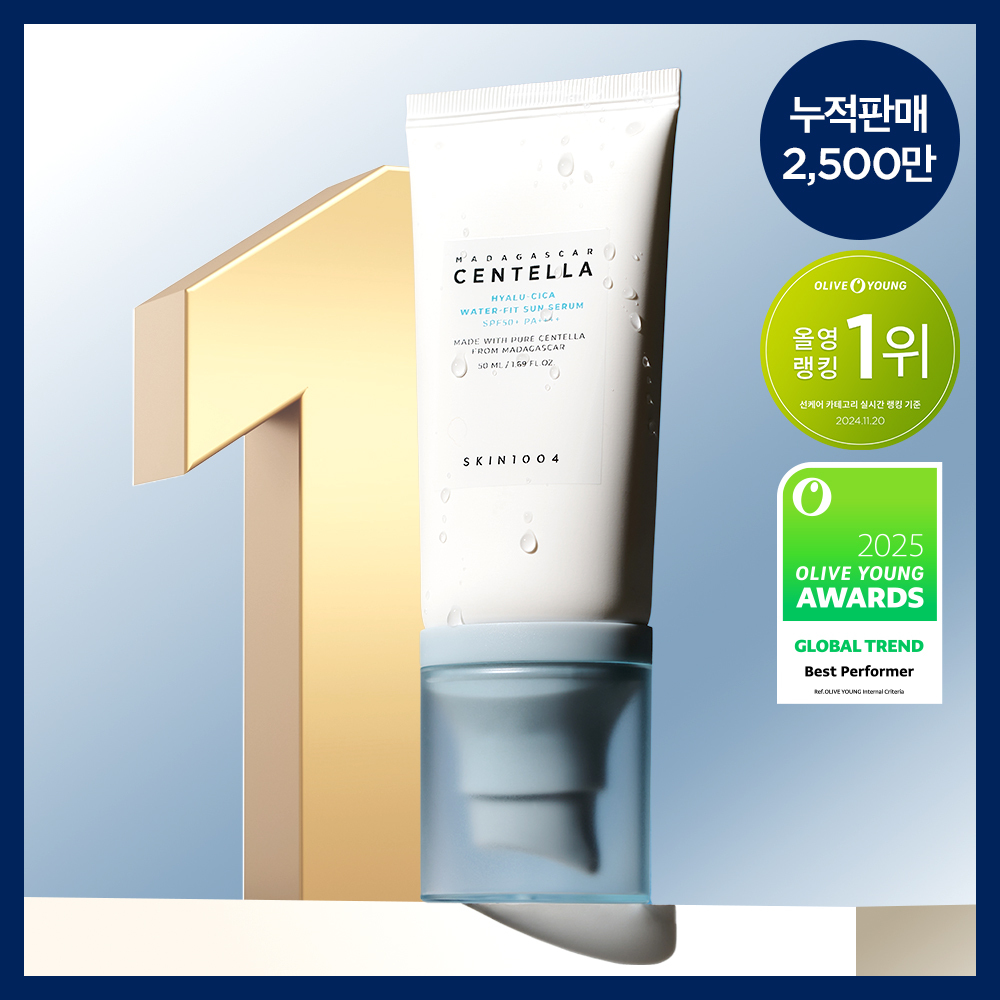 누적판매
2,500만
OLIVE YOUNG
올영
랭킹
1위
선케어 카테고리 실시간 랭킹 기준
2024.11.20
2025
OLIVE YOUNG
AWARDS
GLOBAL TREND
Best Performer
Ref.OLIVE YOUNG Internal Criteria
MADAGASCAR
CENTELLA
HYALU-CICA
WATER-FIT SUN SERUM
SPF50+ PA++++
MADE WITH PURE CENTELLA
FROM MADAGASCAR
50 ML / 1.69 FL OZ.
SKIN1004